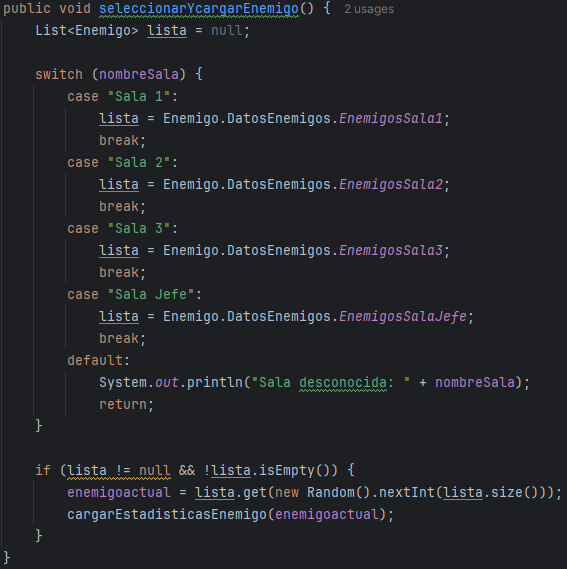 public void seleccionarYcargarEnemigo() {   2 usages
    List<Enemigo> lista = null;

    switch (nombreSala) {
        case "Sala 1":
            lista = Enemigo.DatosEnemigos.EnemigosSala1;
            break;
        case "Sala 2":
            lista = Enemigo.DatosEnemigos.EnemigosSala2;
            break;
        case "Sala 3":
            lista = Enemigo.DatosEnemigos.EnemigosSala3;
            break;
        case "Sala Jefe":
            lista = Enemigo.DatosEnemigos.EnemigosSalaJefe;
            break;
        default:
            System.out.println("Sala desconocida: " + nombreSala);
            return;
    }

    if (lista != null && !lista.isEmpty()) {
        enemigoactual = lista.get(new Random().nextInt(lista.size()));
        cargarEstadisticasEnemigo(enemigoactual);
    }
}